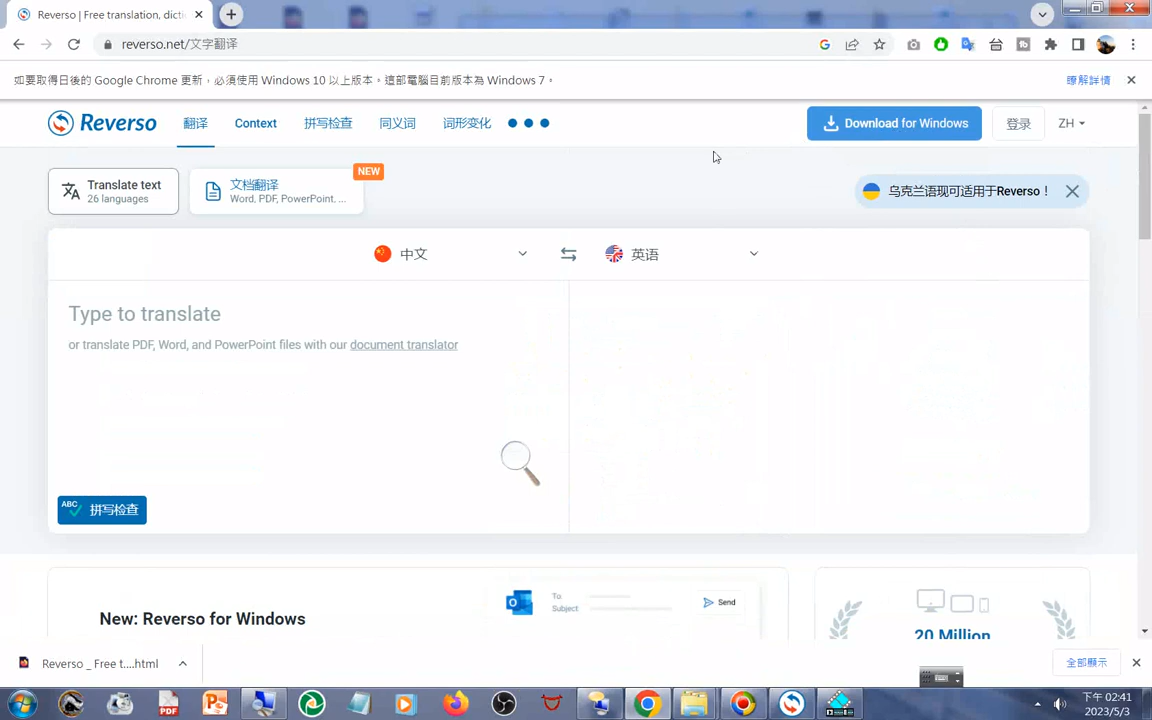 Reverso | Free translation, dictio
reverso.net/文字翻译
如要取得日後的 Google Chrome 更新，必須使用 Windows 10 以上版本。這部電腦目前版本為 Windows 7。
瞭解詳情
Reverso
翻译
Context
拼写检查
同义词
词形变化
Download for Windows
登录
ZH
Translate text
26 languages
文档翻译
Word, PDF, PowerPoint, ...
NEW
乌克兰语现可适用于Reverso！
中文
英语
Type to translate
or translate PDF, Word, and PowerPoint files with our document translator
ABC
拼写检查
New: Reverso for Windows
To
Subject
Send
20 Million
Reverso _ Free t....html
全部顯示
PDF
下午 02:41
2023/5/3